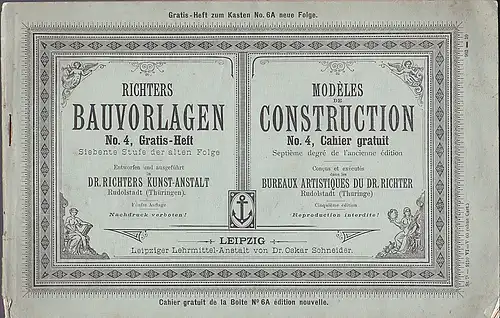 Gratis-Heft zum Kasten No. 6A neue Folge.
RICHTERS
BAUVORLAGEN
No. 4, Gratis-Heft
Siebente Stufe der alten Folge
Entworfen und ausgeführt
in
DR. RICHTERS KUNST-ANSTALT
Rudolstadt (Thüringen).
Fünfte Auflage
Nachdruck verboten!
MODÈLES
DE
CONSTRUCTION
No. 4, Cahier gratuit
Septième degré de l'ancienne édition
Conçus et exécutés
dans les
BUREAUX ARTISTIQUES DU DR. RICHTER
Rudolstadt (Thuringe)
Cinquième édition
Reproduction interdite!
LEIPZIG
Leipziger Lehrmittel-Anstalt von Dr. Oskar Schneider.
Cahier gratuit de la Boîte Nº 6A édition nouvelle.